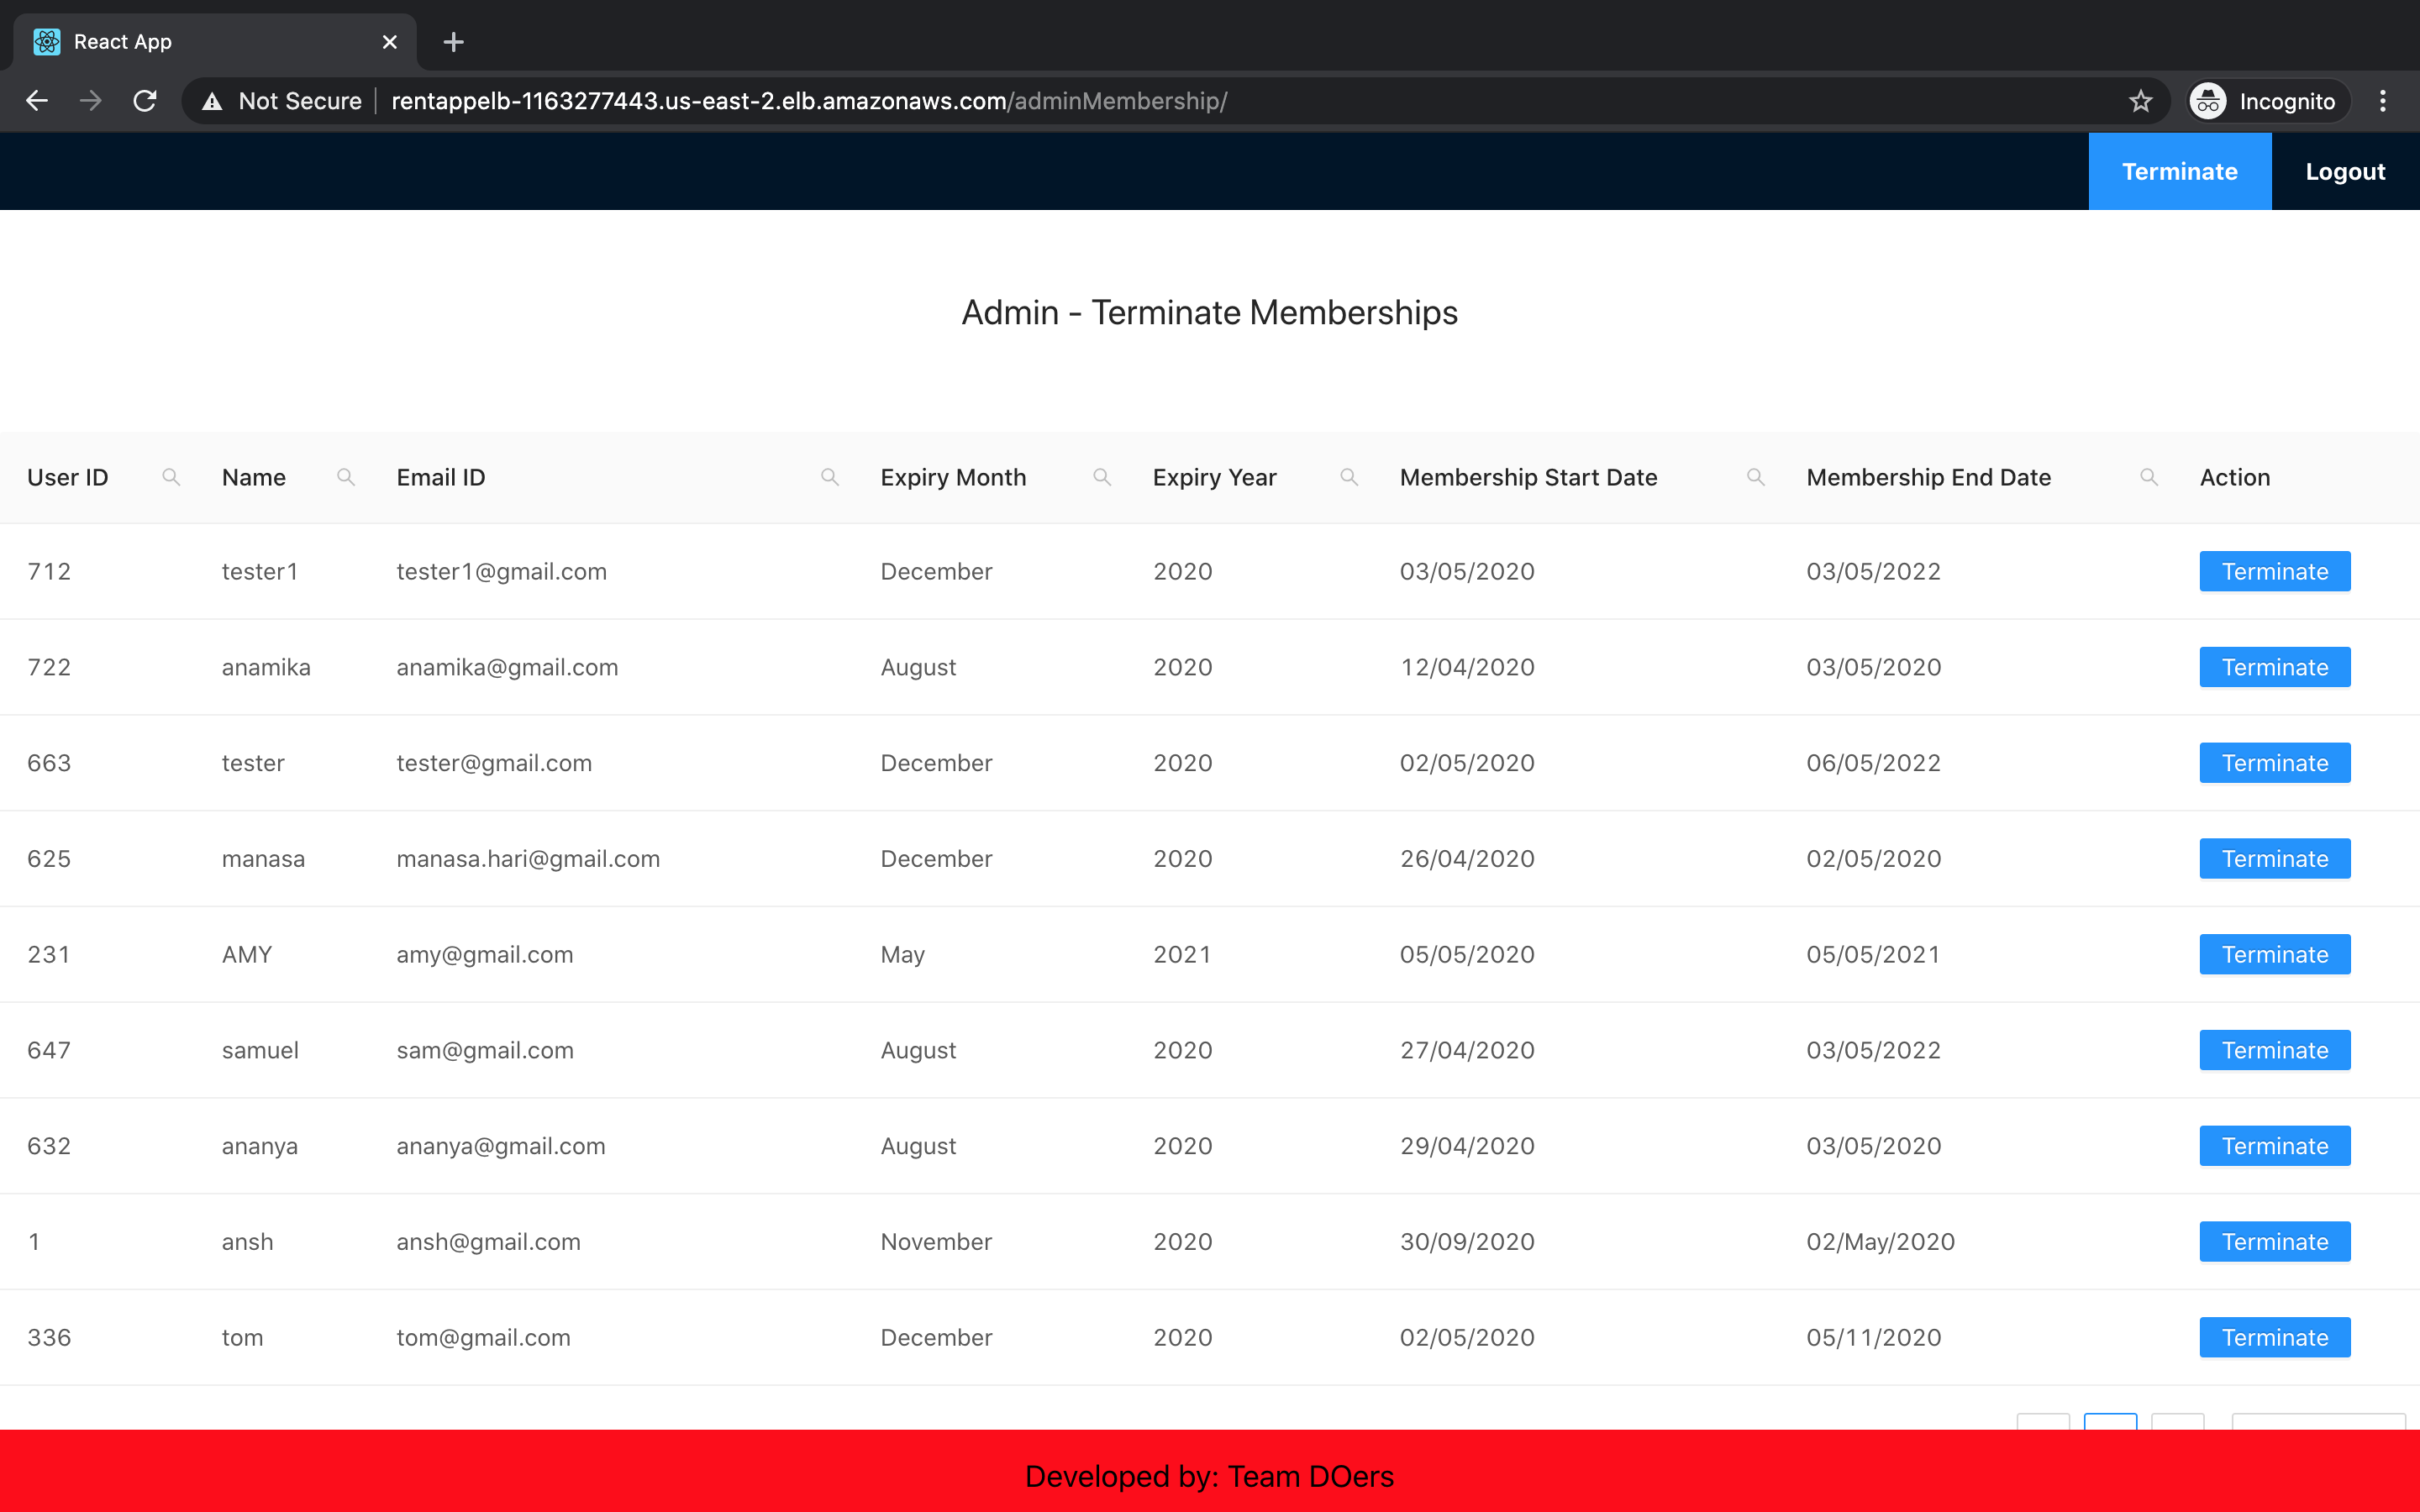 React App
Not Secure rentappelb-1163277443.us-east-2.elb.amazonaws.com/adminMembership/ Incognito
Terminate Logout
Admin - Terminate Memberships
User ID Name Email ID Expiry Month Expiry Year Membership Start Date Membership End Date Action
712 tester1 tester1@gmail.com December 2020 03/05/2020 03/05/2022 Terminate
722 anamika anamika@gmail.com August 2020 12/04/2020 03/05/2020 Terminate
663 tester tester@gmail.com December 2020 02/05/2020 06/05/2022 Terminate
625 manasa manasa.hari@gmail.com December 2020 26/04/2020 02/05/2020 Terminate
231 AMY amy@gmail.com May 2021 05/05/2020 05/05/2021 Terminate
647 samuel sam@gmail.com August 2020 27/04/2020 03/05/2022 Terminate
632 ananya ananya@gmail.com August 2020 29/04/2020 03/05/2020 Terminate
1 ansh ansh@gmail.com November 2020 30/09/2020 02/May/2020 Terminate
336 tom tom@gmail.com December 2020 02/05/2020 05/11/2020 Terminate
Developed by: Team DOers